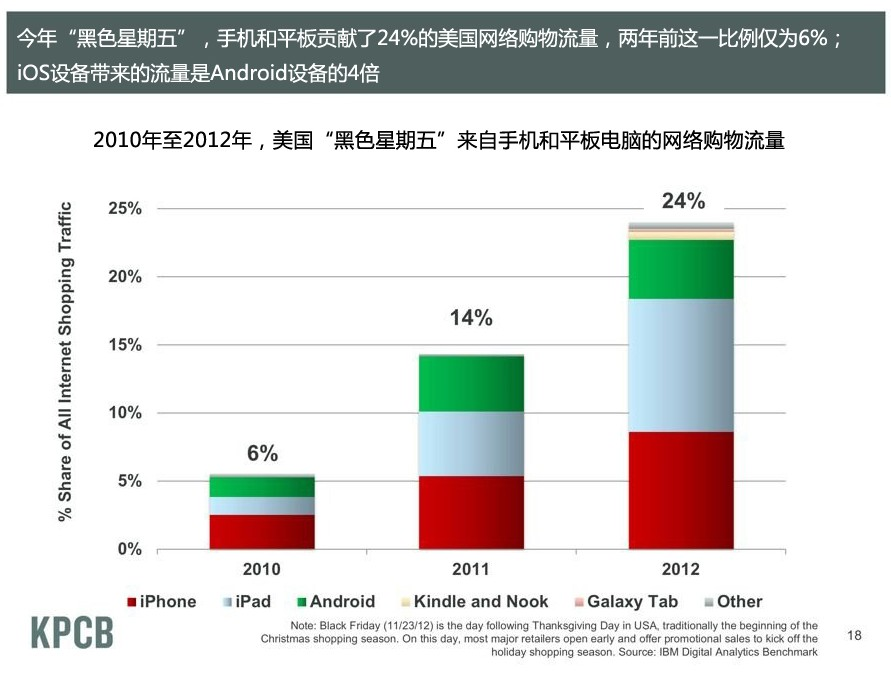 今年“黑色星期五”，手机和平板贡献了24%的美国网络购物流量，两年前这一比例仅为6%；
iOS设备带来的流量是Android设备的4倍
2010年至2012年，美国“黑色星期五”来自手机和平板电脑的网络购物流量
% Share of All Internet Shopping Traffic
25%
20%
15%
10%
5%
0%
6%
14%
24%
2010
2011
2012
iPhone
iPad
Android
Kindle and Nook
Galaxy Tab
Other
KPCB
Note: Black Friday (11/23/12) is the day following Thanksgiving Day in USA, traditionally the beginning of the
Christmas shopping season. On this day, most major retailers open early and offer promotional sales to kick off the
holiday shopping season. Source: IBM Digital Analytics Benchmark
18